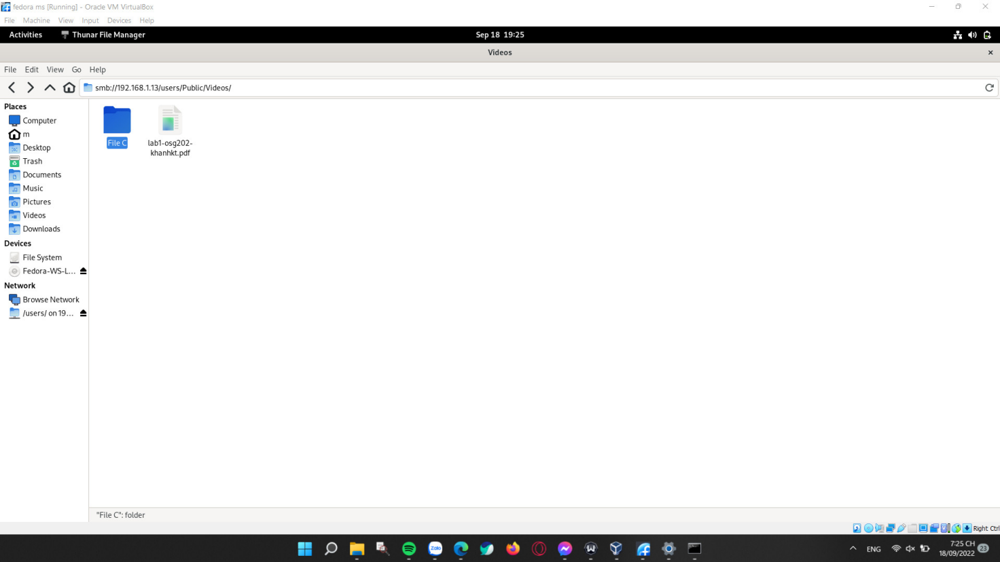 fedora ms [Running] - Oracle VM VirtualBox
File Machine View Input Devices Help
Activities Thunar File Manager Sep 18 19:25
Videos
File Edit View Go Help
smb://192.168.1.13/users/Public/Videos/
Places
Computer
m
Desktop
Trash
Documents
Music
Pictures
Videos
Downloads
Devices
File System
Fedora-WS-L...
Network
Browse Network
/users/ on 19...
File C
lab1-osg202-
khanhkt.pdf
"File C": folder
Right Ctrl
Zalo
ENG
7:25 CH
18/09/2022
23